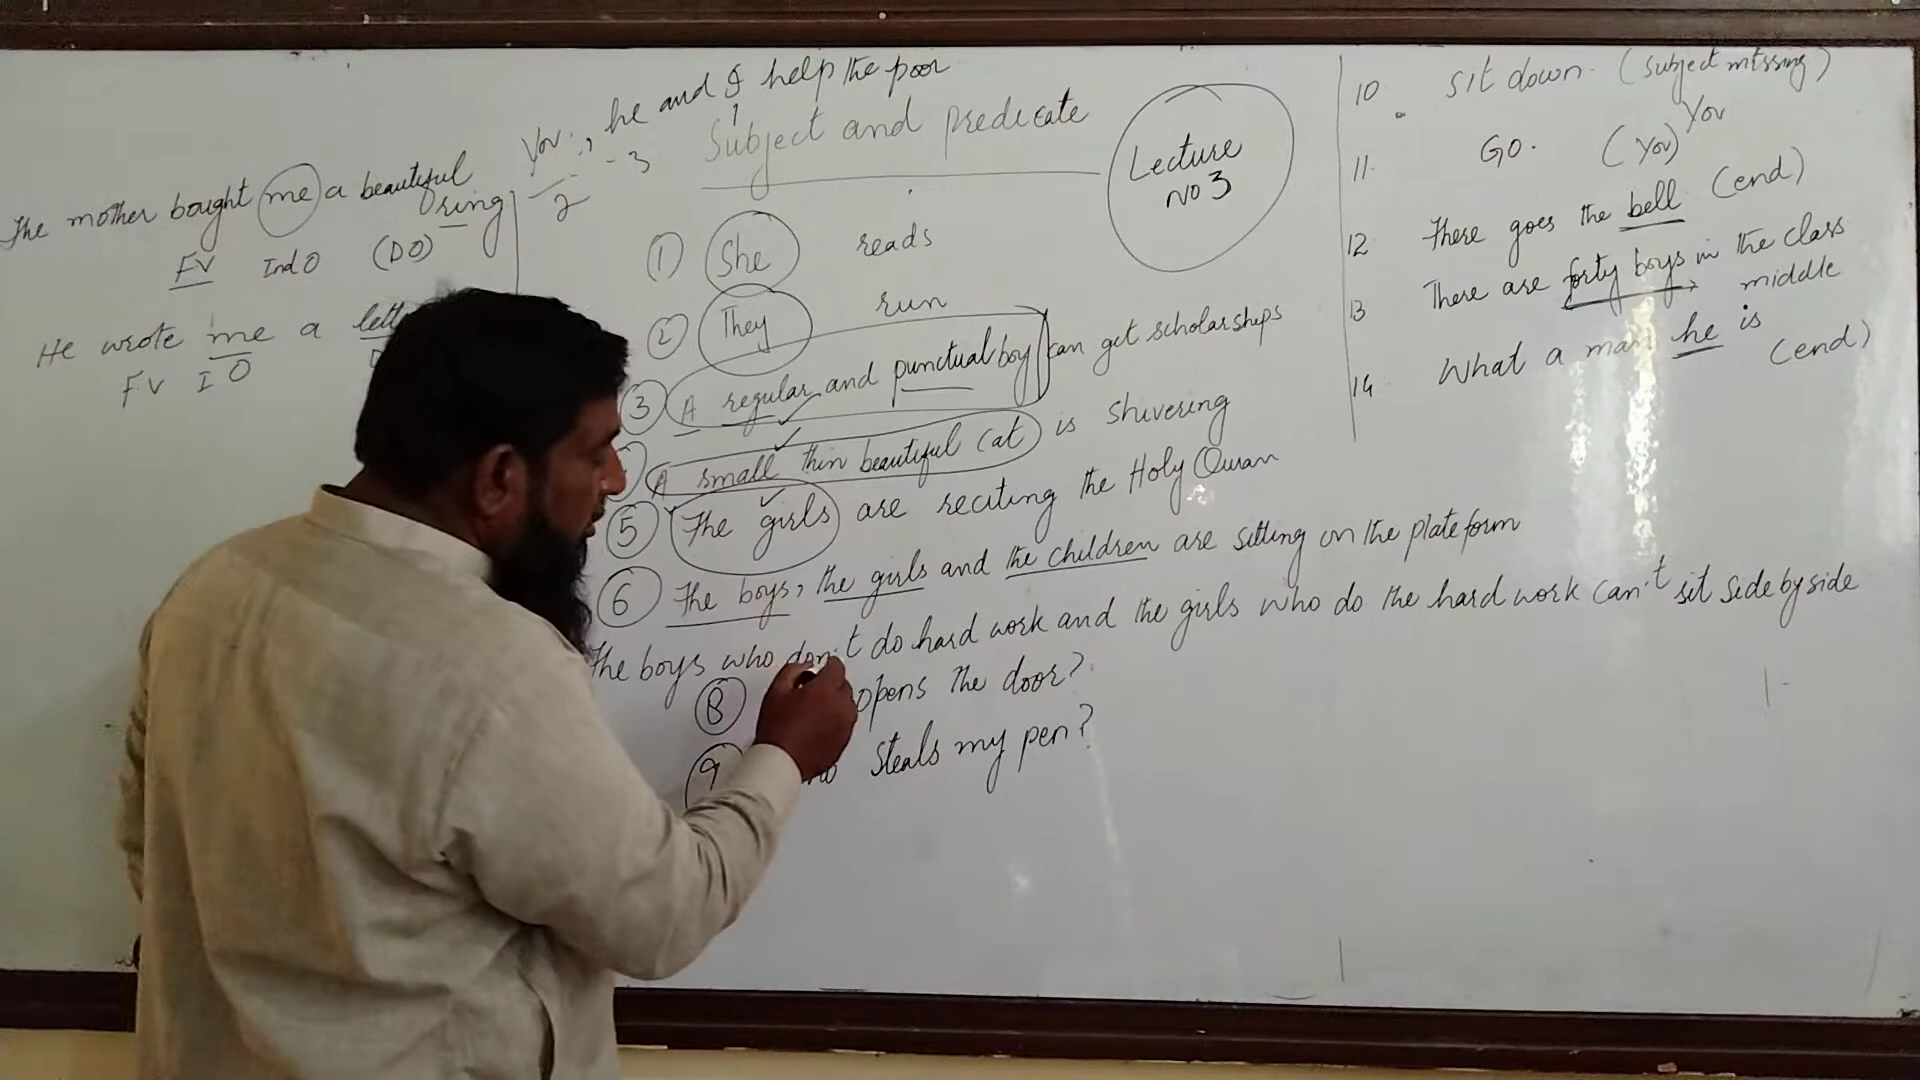 The mother bought me a beautiful
ring
FV Ind O (DO)
He wrote me a
FV I O
You, he and I help the poor
1
2 3
Subject and predicate
Lecture
No 3
1 She reads
2 They run
3 A regular and punctual boy can get scholarships
A small thin beautiful cat is shivering
5 The girls are reciting the Holy Quran
6 The boys, the girls and the children are sitting on the plateform
The boys who don't do hard work and the girls who do the hard work can't sit side by side
8 opens the door?
9 steals my pen?
10 Sit down. (Subject missing)
You
11 Go. (You)
12 There goes the bell (end)
13 There are forty boys in the class
middle
14 What a man he is
(end)